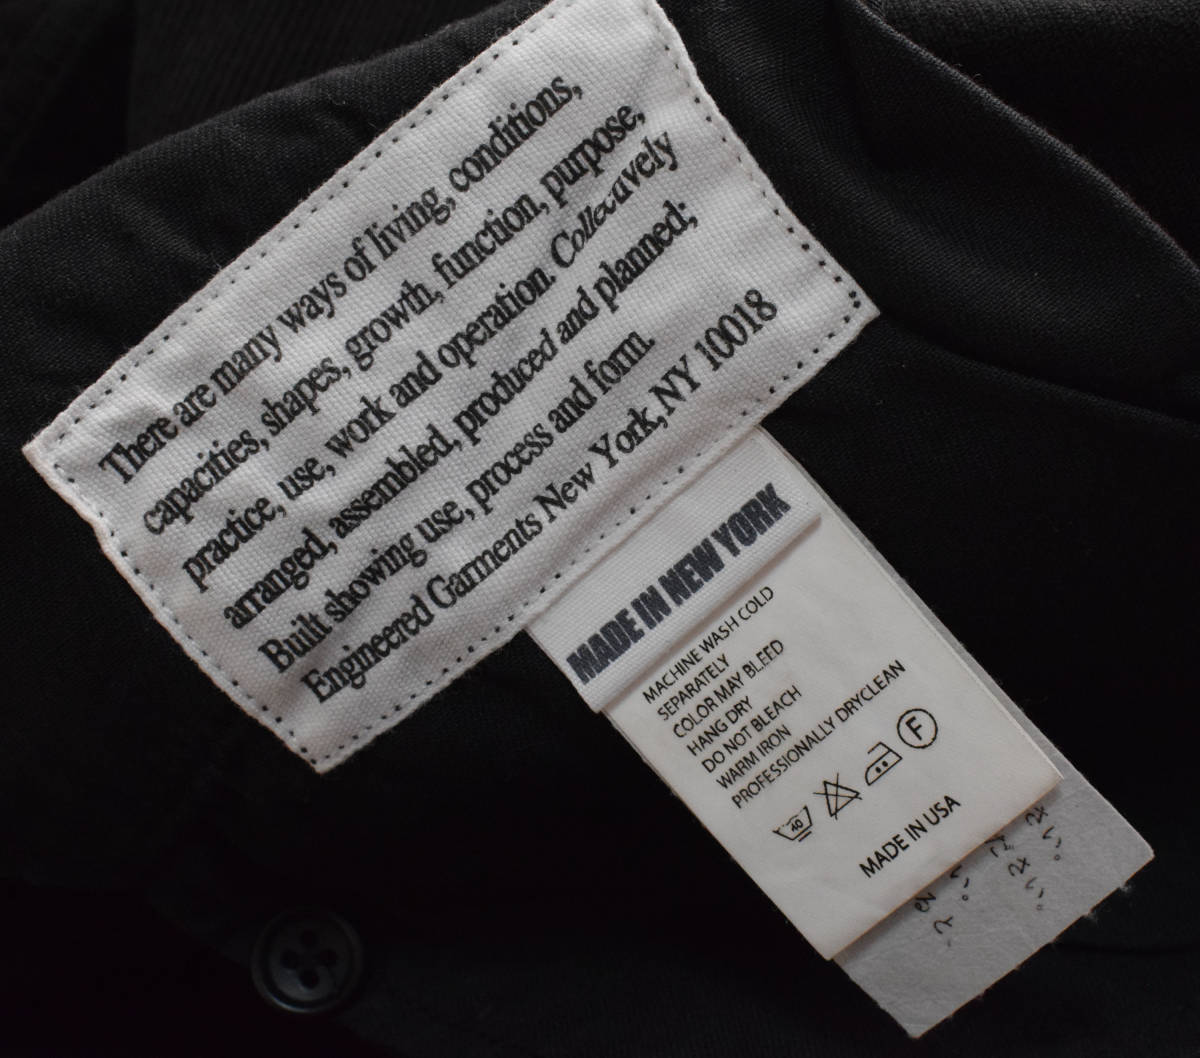 There are many ways of living, conditions,
capacities, shapes, growth, function, purpose,
practice, use, work and operation. Collectively
arranged, assembled, produced and planned;
Built showing use, process and form.
Engineered Garments New York, NY 10018
MADE IN NEW YORK
MACHINE WASH COLD
SEPARATELY
COLOR MAY BLEED
HANG DRY
DO NOT BLEACH
WARM IRON
PROFESSIONALLY DRYCLEAN
40
F
MADE IN USA